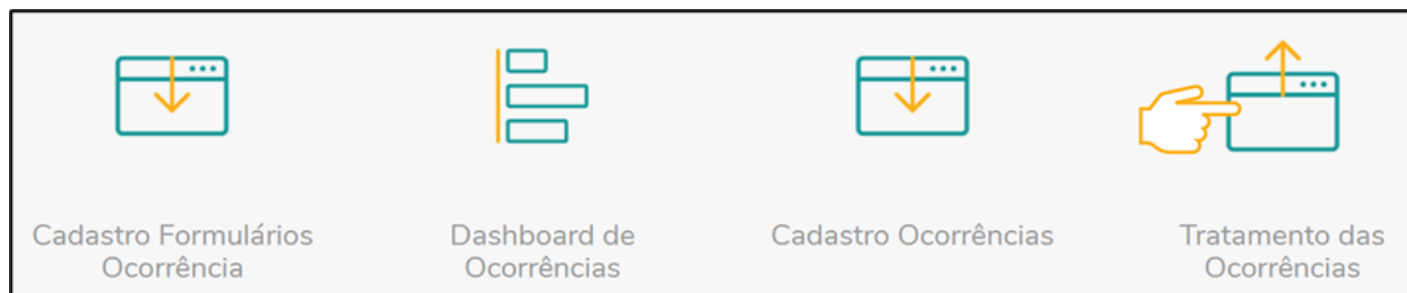 Cadastro Formulários
Ocorrência
Dashboard de
Ocorrências
Cadastro Ocorrências
Tratamento das
Ocorrências